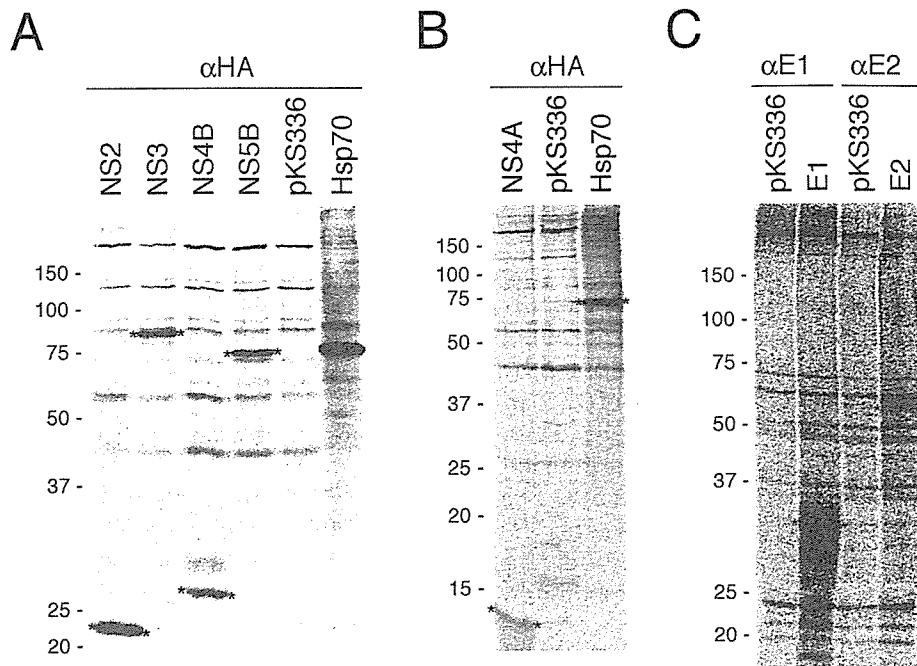 A
αHA
NS2
NS3
NS4B
NS5B
pKS336
Hsp70
150 -
100 -
75 -
50 -
37 -
25 -
20 -
B
αHA
NS4A
pKS336
Hsp70
150 -
100 -
75 -
50 -
37 -
25 -
20 -
15 -
C
αE1 αE2
pKS336
E1
pKS336
E2
150 -
100 -
75 -
50 -
37 -
25 -
20 -